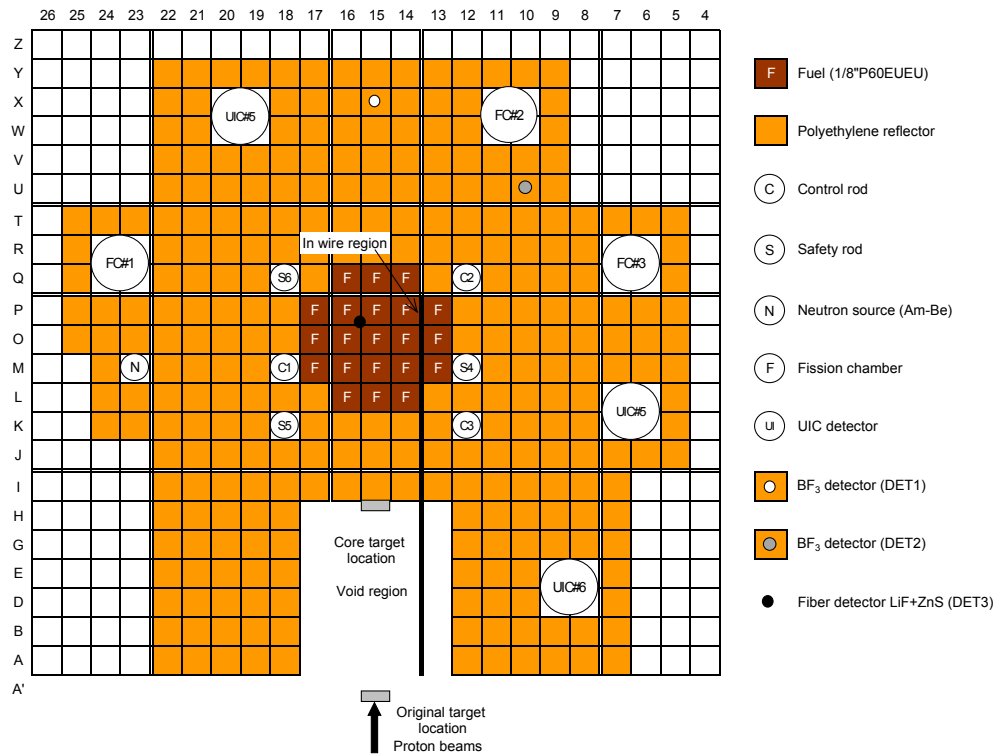 26 25 24 23 22 21 20 19 18 17 16 15 14 13 12 11 10 9 8 7 6 5 4
Z
Y
X
UIC#5
FC#2
W
V
U
T
In wire region
R
FC#1
FC#3
Q
S6
F F F
C2
P
F F F F F
O
F F F F F
M
N
C1
F F F F F
S4
L
F F F
UIC#5
K
S5
C3
J
I
H
G
Core target
location
E
Void region
UIC#6
D
B
A
A'
Original target
location
Proton beams
F Fuel (1/8"P60EUEU)
Polyethylene reflector
C Control rod
S Safety rod
N Neutron source (Am-Be)
F Fission chamber
UI UIC detector
BF₃ detector (DET1)
BF₃ detector (DET2)
Fiber detector LiF+ZnS (DET3)